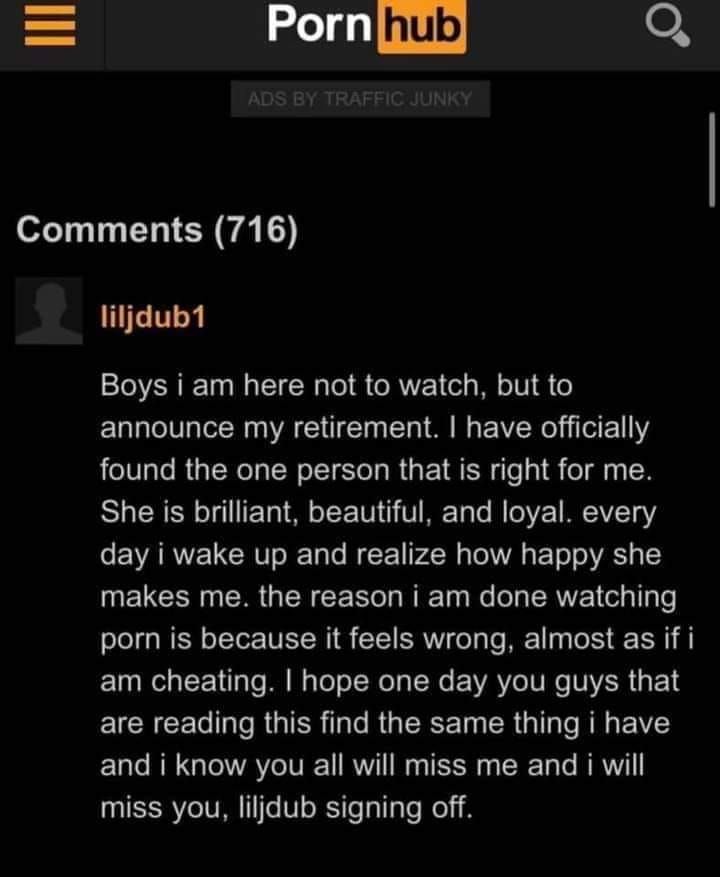 Porn hub
ADS BY TRAFFIC JUNKY
Comments (716)
liljdub1
Boys i am here not to watch, but to
announce my retirement. I have officially
found the one person that is right for me.
She is brilliant, beautiful, and loyal. every
day i wake up and realize how happy she
makes me. the reason i am done watching
porn is because it feels wrong, almost as if i
am cheating. I hope one day you guys that
are reading this find the same thing i have
and i know you all will miss me and i will
miss you, liljdub signing off.